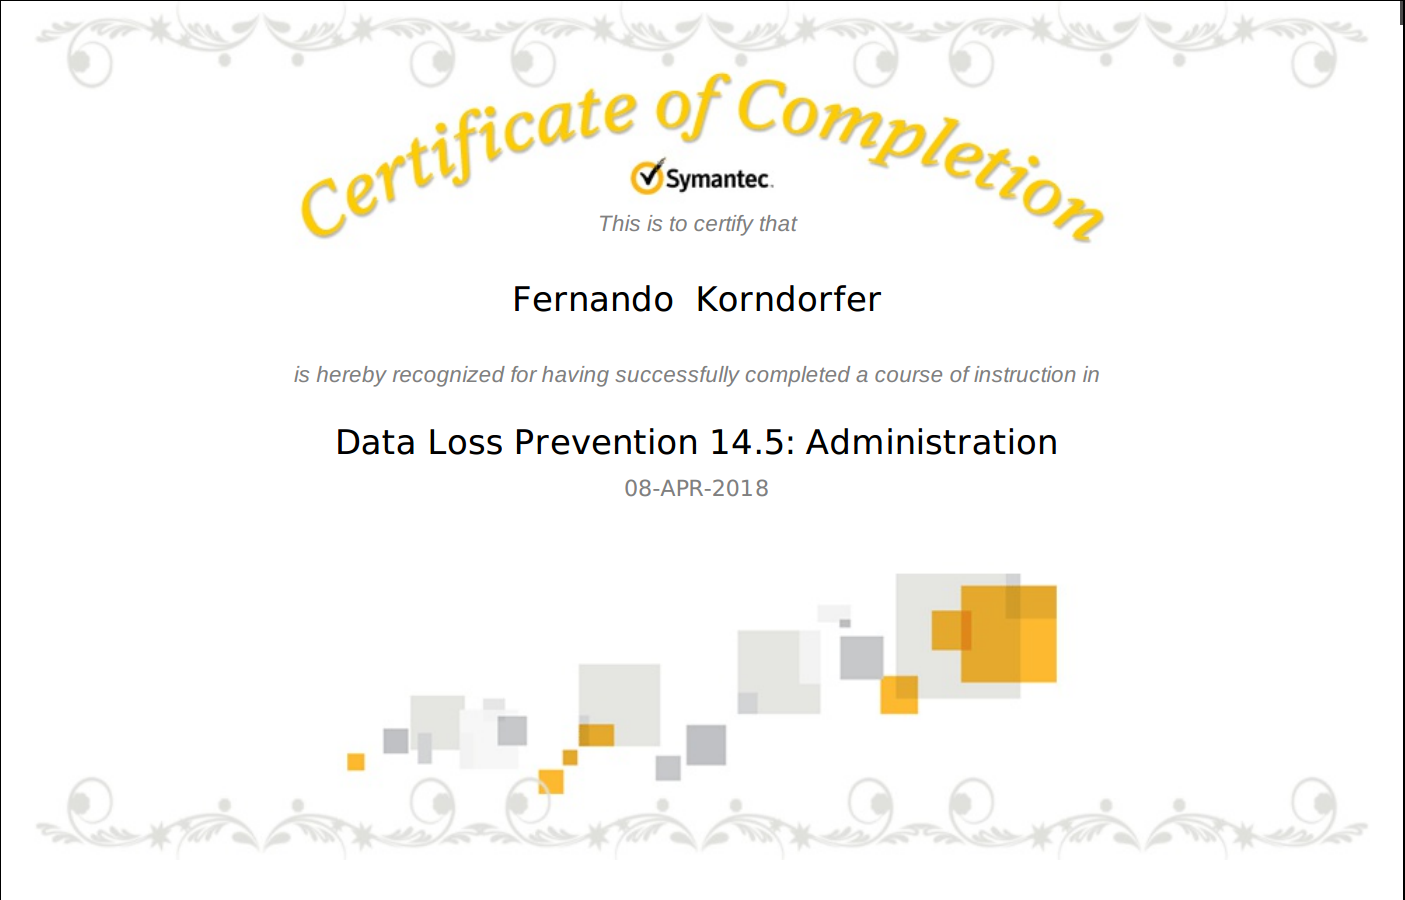 Certificate of Completion
Symantec.
This is to certify that
Fernando Korndorfer
is hereby recognized for having successfully completed a course of instruction in
Data Loss Prevention 14.5: Administration
08-APR-2018